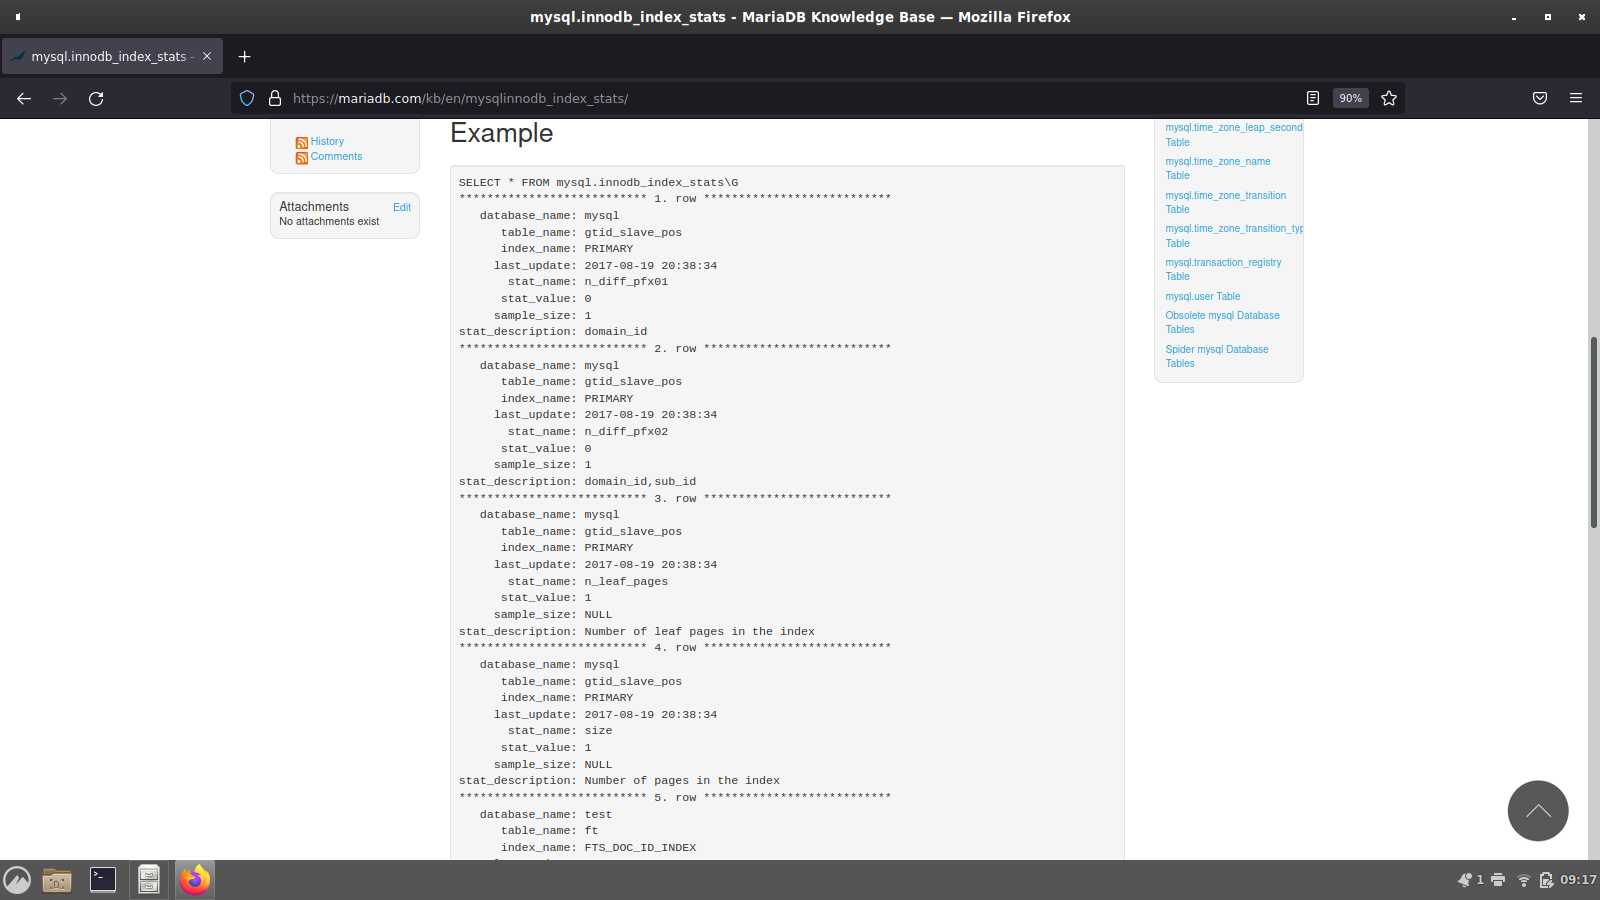 mysql.innodb_index_stats - MariaDB Knowledge Base — Mozilla Firefox
mysql.innodb_index_stats -
https://mariadb.com/kb/en/mysqlinnodb_index_stats/
90%
History
Comments
Attachments
Edit
No attachments exist
Example
SELECT * FROM mysql.innodb_index_stats\G
*************************** 1. row ***************************
database_name: mysql
table_name: gtid_slave_pos
index_name: PRIMARY
last_update: 2017-08-19 20:38:34
stat_name: n_diff_pfx01
stat_value: 0
sample_size: 1
stat_description: domain_id
*************************** 2. row ***************************
database_name: mysql
table_name: gtid_slave_pos
index_name: PRIMARY
last_update: 2017-08-19 20:38:34
stat_name: n_diff_pfx02
stat_value: 0
sample_size: 1
stat_description: domain_id,sub_id
*************************** 3. row ***************************
database_name: mysql
table_name: gtid_slave_pos
index_name: PRIMARY
last_update: 2017-08-19 20:38:34
stat_name: n_leaf_pages
stat_value: 1
sample_size: NULL
stat_description: Number of leaf pages in the index
*************************** 4. row ***************************
database_name: mysql
table_name: gtid_slave_pos
index_name: PRIMARY
last_update: 2017-08-19 20:38:34
stat_name: size
stat_value: 1
sample_size: NULL
stat_description: Number of pages in the index
*************************** 5. row ***************************
database_name: test
table_name: ft
index_name: FTS_DOC_ID_INDEX
mysql.time_zone_leap_second
Table
mysql.time_zone_name
Table
mysql.time_zone_transition
Table
mysql.time_zone_transition_typ
Table
mysql.transaction_registry
Table
mysql.user Table
Obsolete mysql Database
Tables
Spider mysql Database
Tables
1
09:17